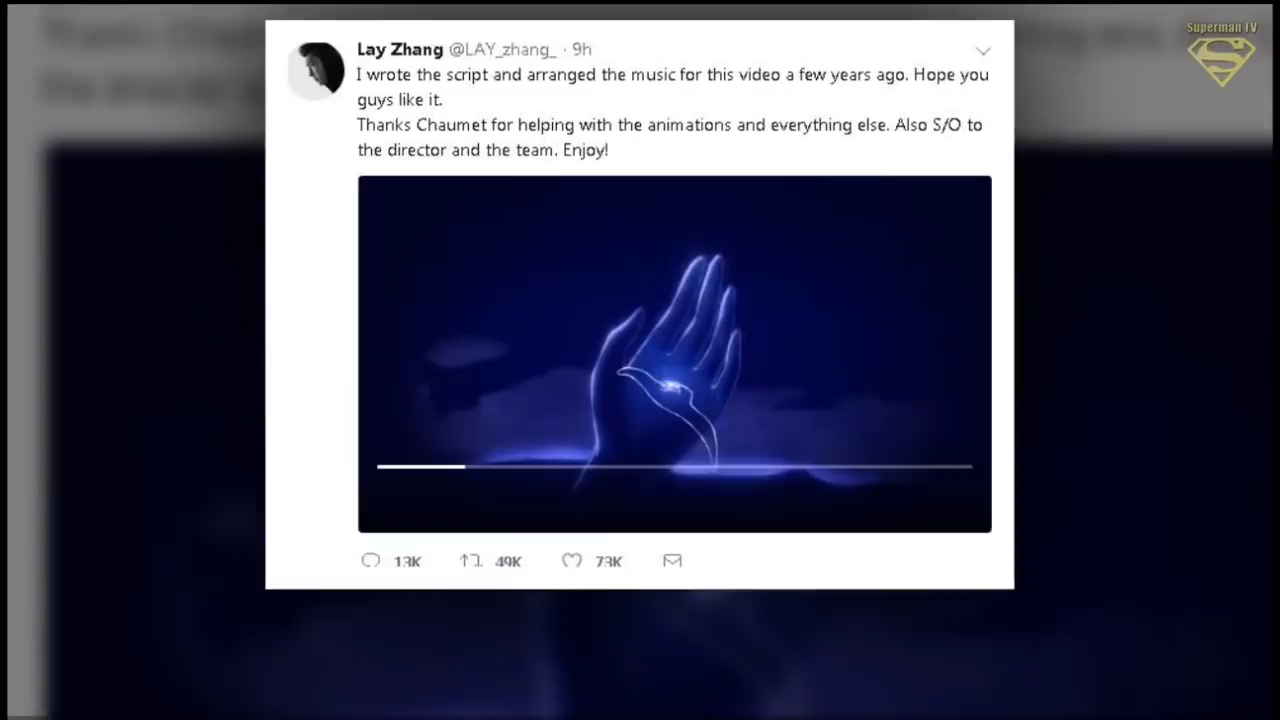 Superman TV
Lay Zhang @LAY_zhang_ · 9h
I wrote the script and arranged the music for this video a few years ago. Hope you
guys like it.
Thanks Chaumet for helping with the animations and everything else. Also S/O to
the director and the team. Enjoy!
13K 49K 73K